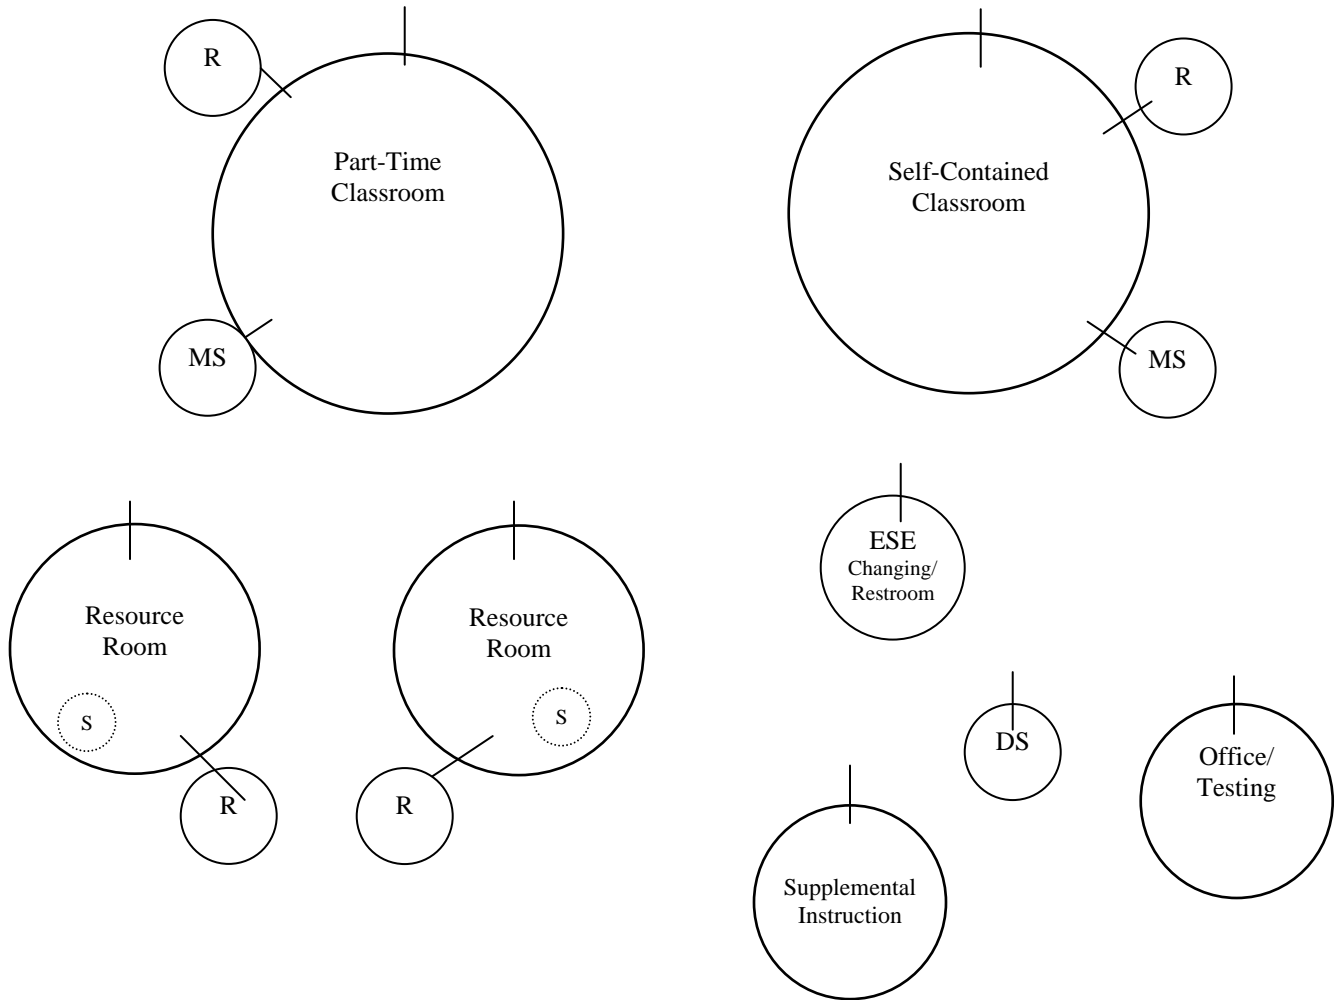 R
Part-Time
Classroom
MS
R
Self-Contained
Classroom
MS
Resource
Room
S
R
Resource
Room
S
R
ESE
Changing/
Restroom
DS
Office/
Testing
Supplemental
Instruction